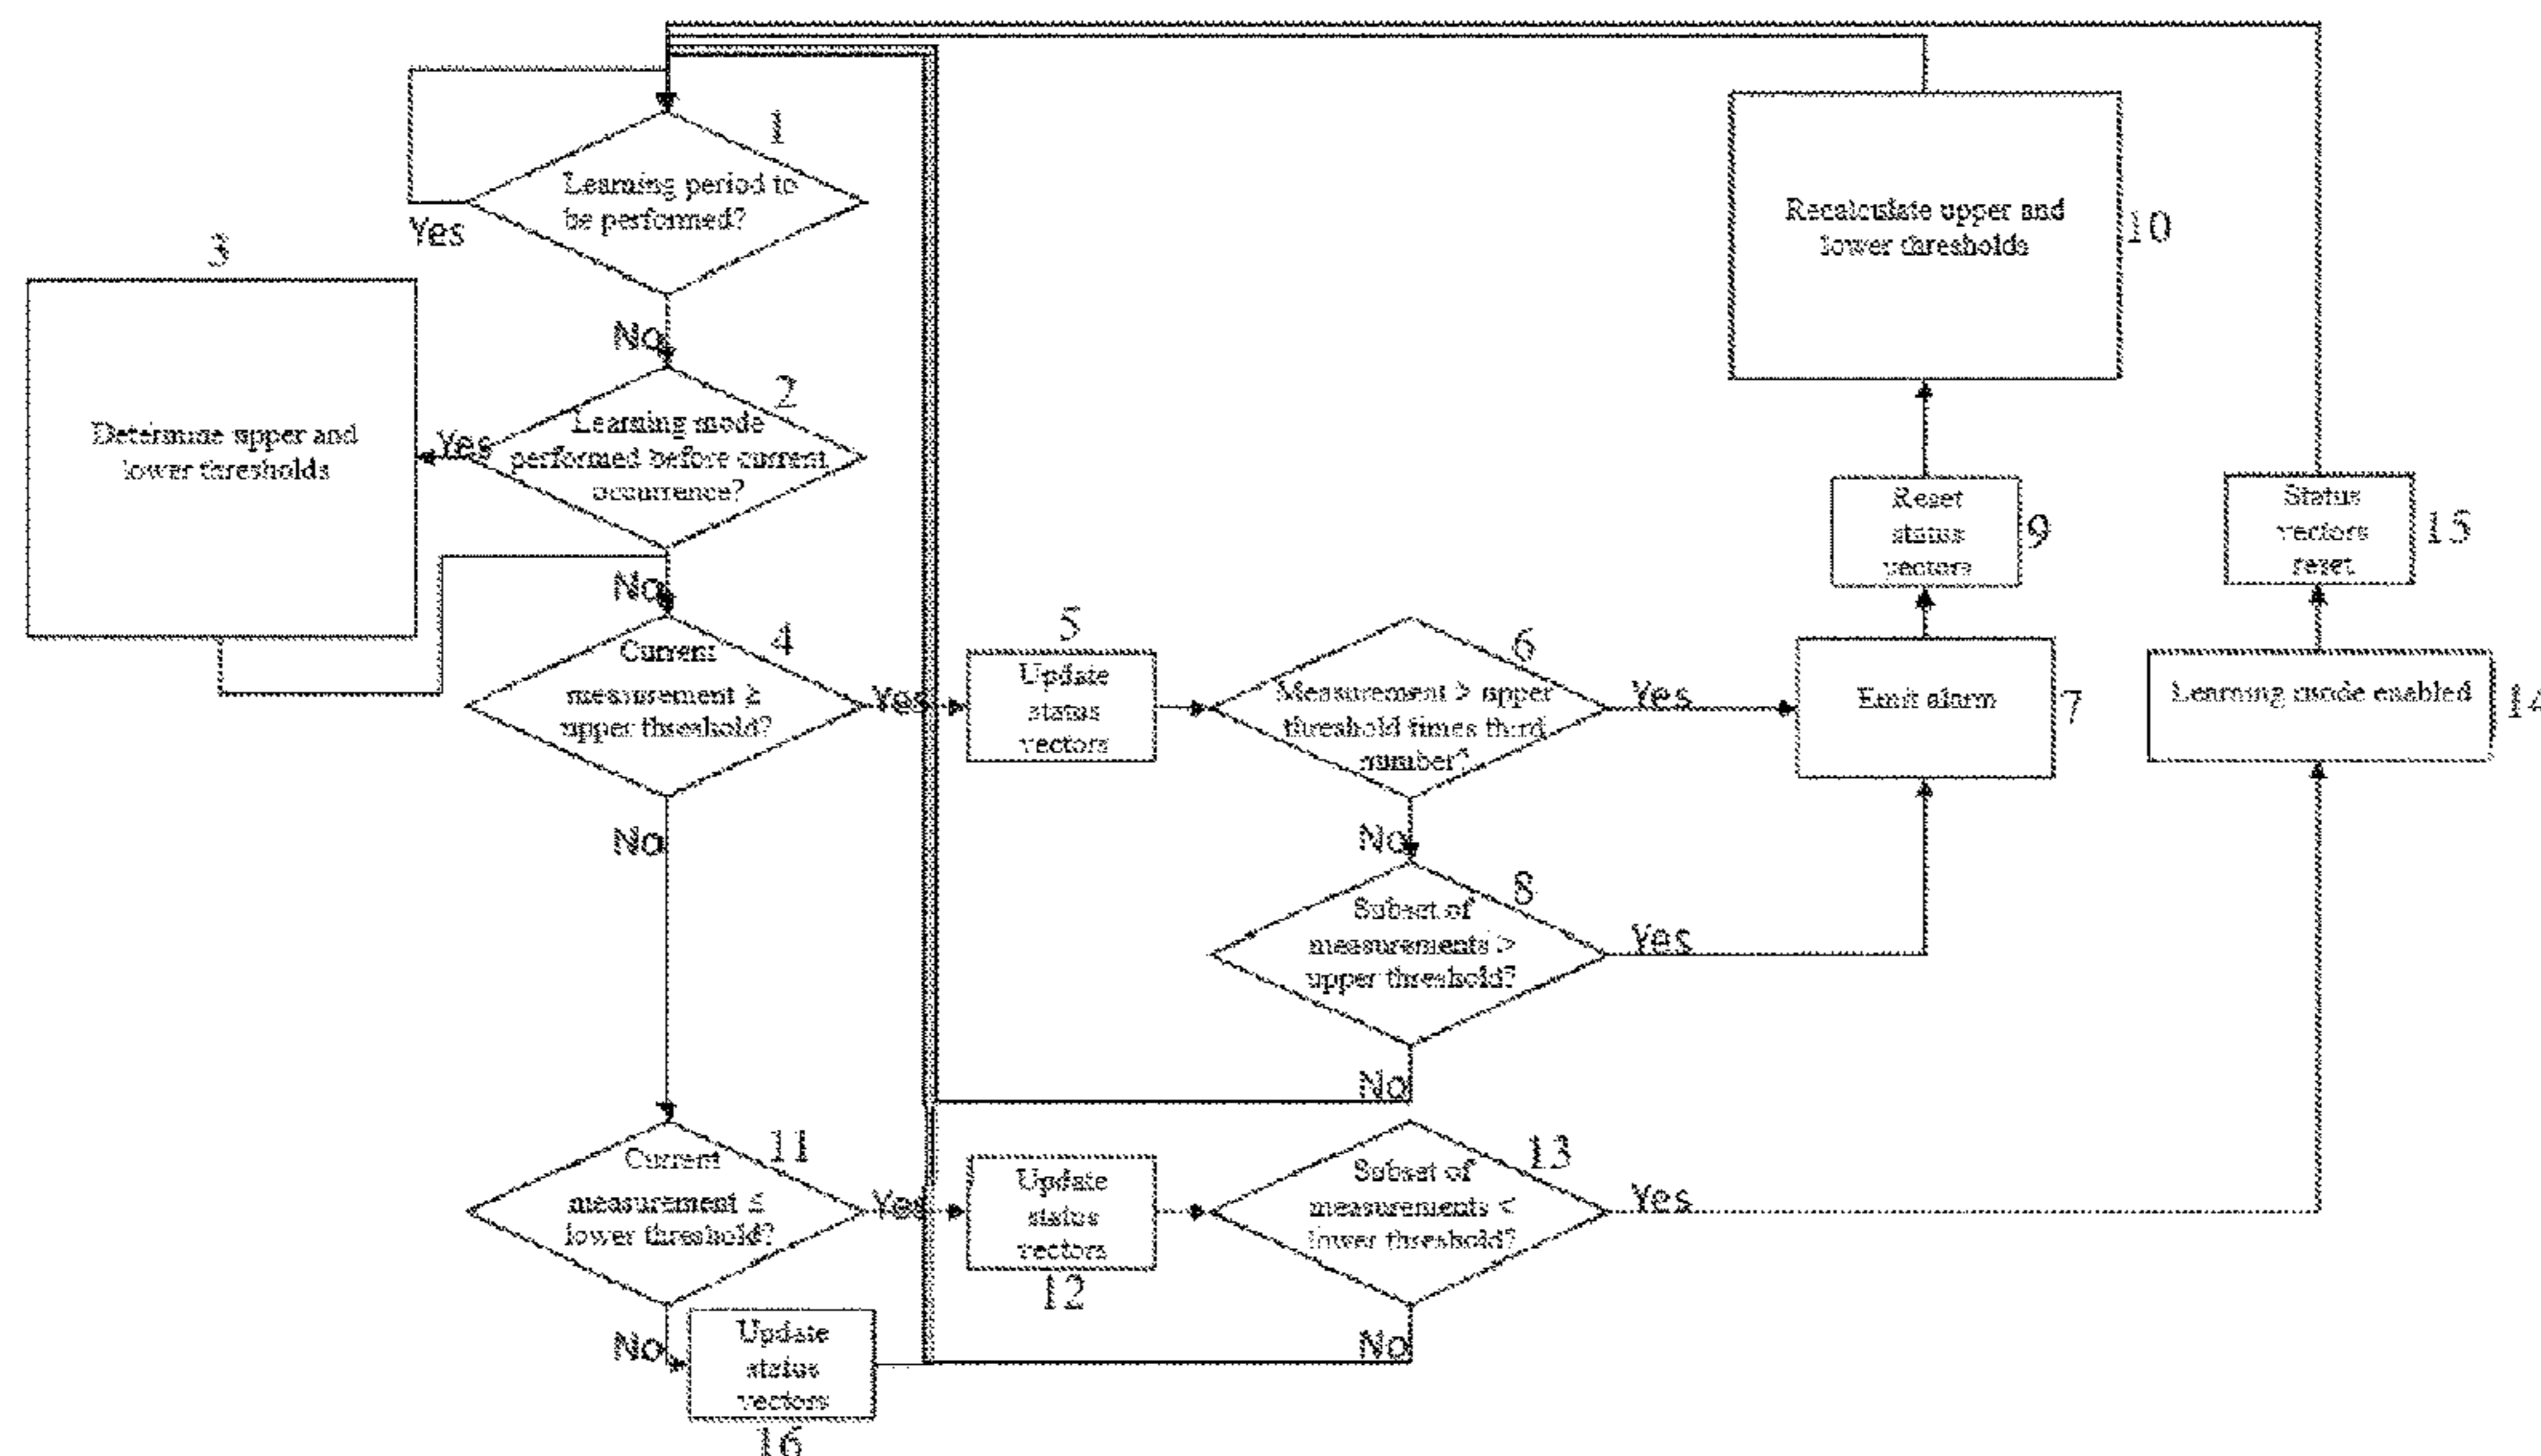 1
Learning period to
be performed?
Yes
No
2
Learning mode
performed before current
occurrence?
Yes
No
3
Determine upper and
lower thresholds
4
Current
measurement ≥
upper threshold?
Yes
No
5
Update
status
vectors
6
Measurement > upper
threshold times third
number?
Yes
No
7
Emit alarm
8
Subset of
measurements >
upper threshold?
Yes
No
9
Reset
status
vectors
10
Recalculate upper and
lower thresholds
11
Current
measurement ≤
lower threshold?
Yes
No
12
Update
status
vectors
13
Subset of
measurements <
lower threshold?
Yes
No
14
Learning mode enabled
15
Status
vectors
reset
16
Update
status
vectors